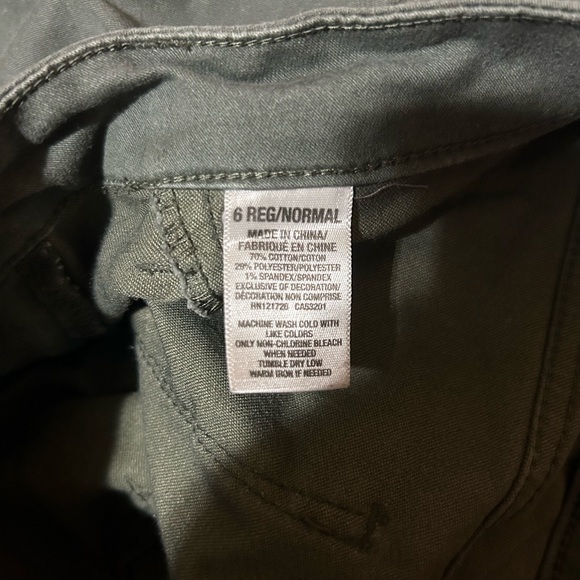 6 REG/NORMAL
MADE IN CHINA/
FABRIQUÉ EN CHINE
70% COTTON/COTON
29% POLYESTER/POLYESTER
1% SPANDEX/SPANDEX
EXCLUSIVE OF DECORATION/
DÉCORATION NON COMPRISE
RN121726 CA53201
MACHINE WASH COLD WITH
LIKE COLORS
ONLY NON-CHLORINE BLEACH
WHEN NEEDED
TUMBLE DRY LOW
WARM IRON IF NEEDED